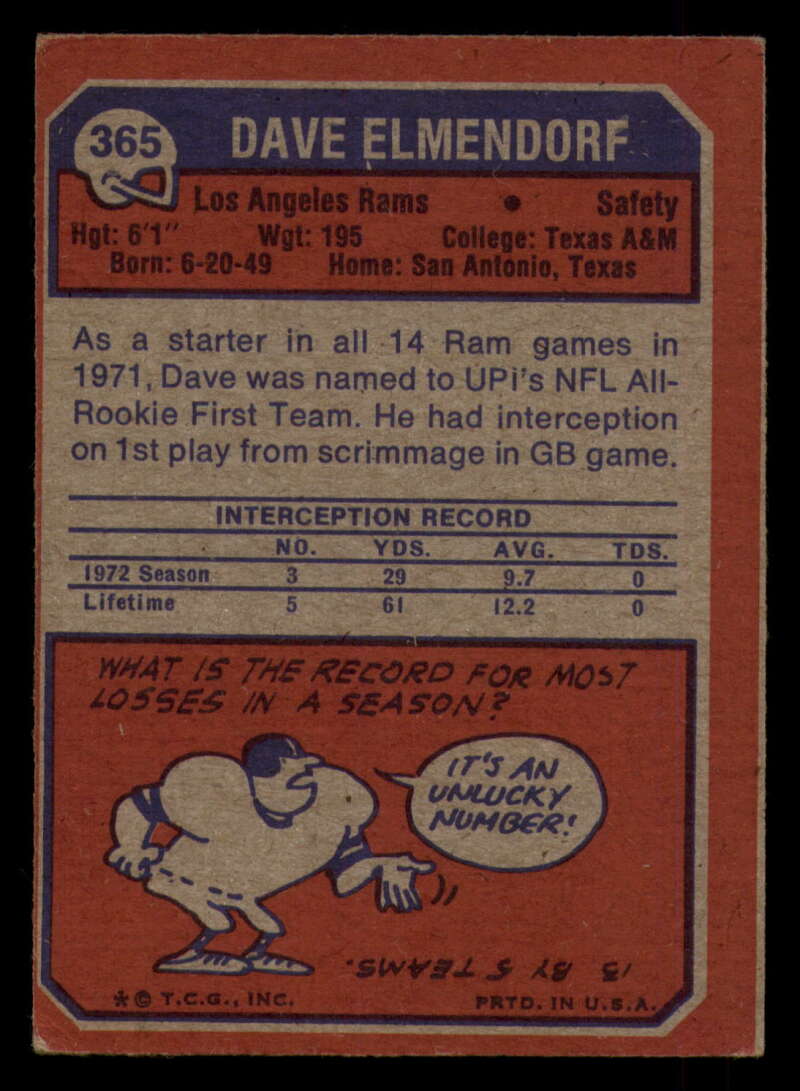 365
DAVE ELMENDORF
Los Angeles Rams • Safety
Hgt: 6'1" Wgt: 195 College: Texas A&M
Born: 6-20-49 Home: San Antonio, Texas
As a starter in all 14 Ram games in
1971, Dave was named to UPI's NFL All-
Rookie First Team. He had interception
on 1st play from scrimmage in GB game.
INTERCEPTION RECORD
NO. YDS. AVG. TDS.
1972 Season 3 29 9.7 0
Lifetime 5 61 12.2 0
WHAT IS THE RECORD FOR MOST
LOSSES IN A SEASON?
IT'S AN
UNLUCKY
NUMBER!
13 BY 5 TEAMS.
* © T.C.G., INC. PRTD. IN U.S.A.